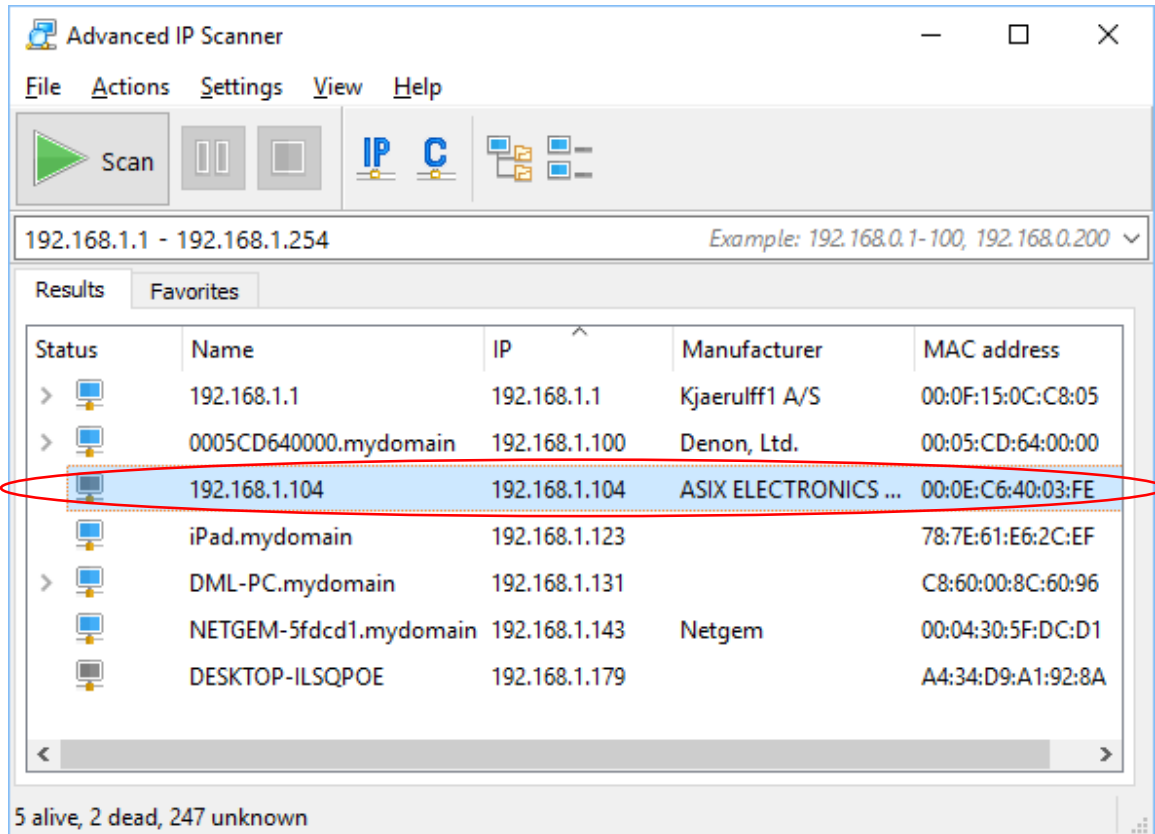 Advanced IP Scanner
File Actions Settings View Help
Scan IP C
192.168.1.1 - 192.168.1.254 Example: 192.168.0.1-100, 192.168.0.200
Results Favorites
Status Name IP Manufacturer MAC address
192.168.1.1 192.168.1.1 Kjaerulff1 A/S 00:0F:15:0C:C8:05
0005CD640000.mydomain 192.168.1.100 Denon, Ltd. 00:05:CD:64:00:00
192.168.1.104 192.168.1.104 ASIX ELECTRONICS ... 00:0E:C6:40:03:FE
iPad.mydomain 192.168.1.123 78:7E:61:E6:2C:EF
DML-PC.mydomain 192.168.1.131 C8:60:00:8C:60:96
NETGEM-5fdcd1.mydomain 192.168.1.143 Netgem 00:04:30:5F:DC:D1
DESKTOP-ILSQPOE 192.168.1.179 A4:34:D9:A1:92:8A
5 alive, 2 dead, 247 unknown